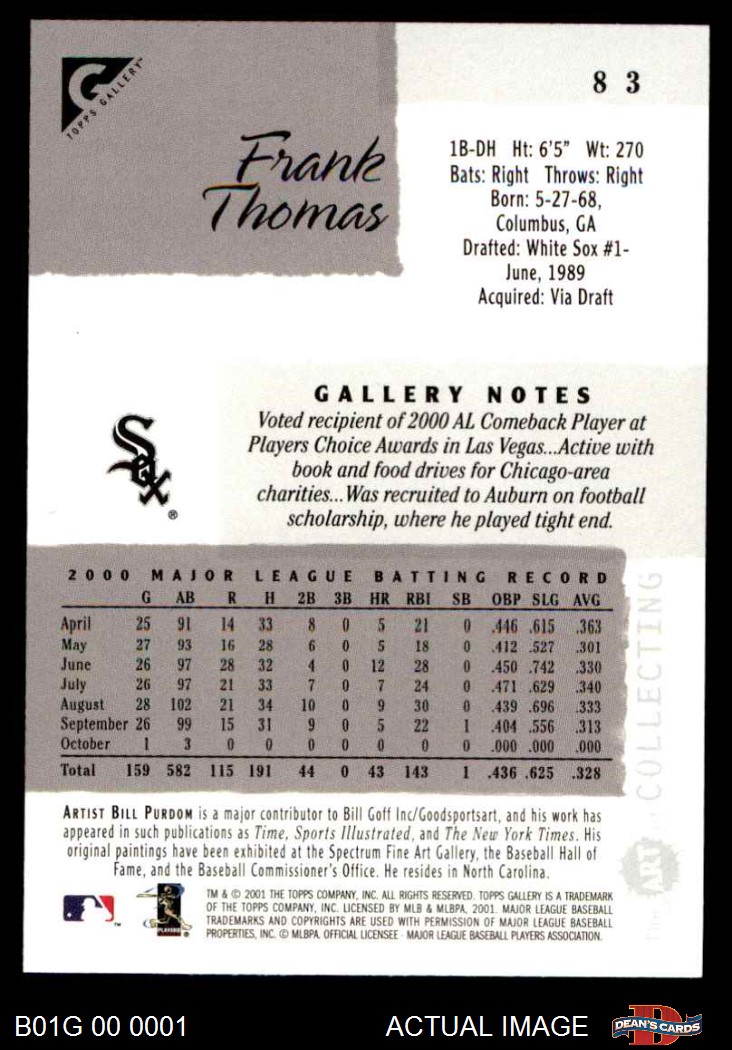 G
TOPPS GALLERY™
8 3
Frank
Thomas
1B-DH Ht: 6'5" Wt: 270
Bats: Right Throws: Right
Born: 5-27-68,
Columbus, GA
Drafted: White Sox #1-
June, 1989
Acquired: Via Draft
GALLERY NOTES
Voted recipient of 2000 AL Comeback Player at
Players Choice Awards in Las Vegas...Active with
book and food drives for Chicago-area
charities...Was recruited to Auburn on football
scholarship, where he played tight end.
Sox
®
2000 MAJOR LEAGUE BATTING RECORD
G AB R H 2B 3B HR RBI SB OBP SLG AVG
April 25 91 14 33 8 0 5 21 0 .446 .615 .363
May 27 93 16 28 6 0 5 18 0 .412 .527 .301
June 26 97 28 32 4 0 12 28 0 .450 .742 .330
July 26 97 21 33 7 0 7 24 0 .471 .629 .340
August 28 102 21 34 10 0 9 30 0 .439 .696 .333
September 26 99 15 31 9 0 5 22 1 .404 .556 .313
October 1 3 0 0 0 0 0 0 0 .000 .000 .000
Total 159 582 115 191 44 0 43 143 1 .436 .625 .328
The ART of COLLECTING
ARTIST BILL PURDOM is a major contributor to Bill Goff Inc/Goodsportsart, and his work has
appeared in such publications as Time, Sports Illustrated, and The New York Times. His
original paintings have been exhibited at the Spectrum Fine Art Gallery, the Baseball Hall of
Fame, and the Baseball Commissioner's Office. He resides in North Carolina.
TM & © 2001 THE TOPPS COMPANY, INC. ALL RIGHTS RESERVED. TOPPS GALLERY IS A TRADEMARK
OF THE TOPPS COMPANY, INC. LICENSED BY MLB & MLBPA, 2001. MAJOR LEAGUE BASEBALL
TRADEMARKS AND COPYRIGHTS ARE USED WITH PERMISSION OF MAJOR LEAGUE BASEBALL
PROPERTIES, INC. © MLBPA. OFFICIAL LICENSEE - MAJOR LEAGUE BASEBALL PLAYERS ASSOCIATION.
PLAYERS
B01G 00 0001
ACTUAL IMAGE
DEAN'S CARDS